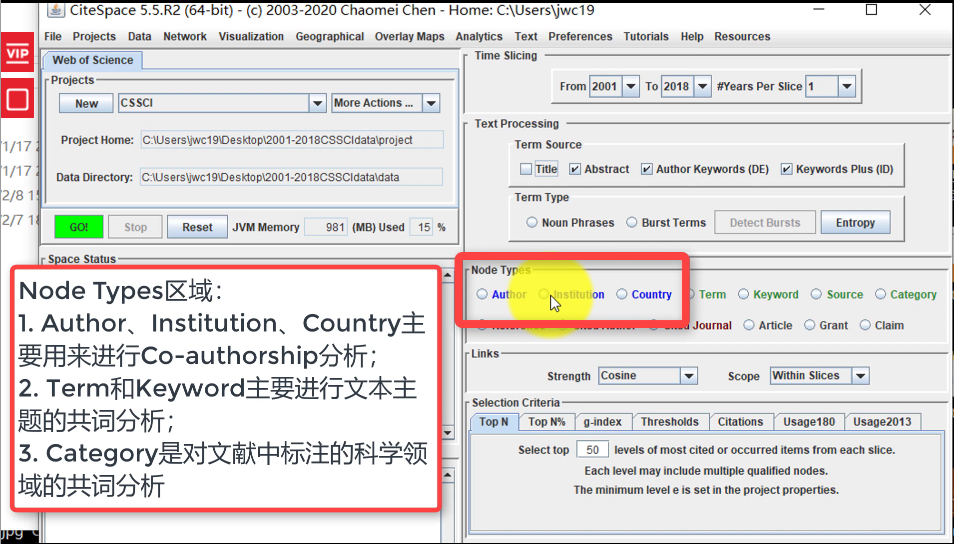 CiteSpace 5.5.R2 (64-bit) - (c) 2003-2020 Chaomei Chen - Home: C:\Users\jwc19
File Projects Data Network Visualization Geographical Overlay Maps Analytics Text Preferences Tutorials Help Resources
VIP
Web of Science
Projects
New CSSCI More Actions ...
Project Home: C:\Users\jwc19\Desktop\2001-2018CSSCIdata\project
Data Directory: C:\Users\jwc19\Desktop\2001-2018CSSCIdata\data
GO! Stop Reset JVM Memory 981 (MB) Used 15 %
Space Status
1/17
1/17
2/8 15
2/7 18
Time Slicing
From 2001 To 2018 #Years Per Slice 1
Text Processing
Term Source
Title Abstract Author Keywords (DE) Keywords Plus (ID)
Term Type
Noun Phrases Burst Terms Detect Bursts Entropy
Node Types
Author Institution Country Term Keyword Source Category
Journal Article Grant Claim
Links
Strength Cosine Scope Within Slices
Selection Criteria
Top N Top N% g-index Thresholds Citations Usage180 Usage2013
Select top 50 levels of most cited or occurred items from each slice.
Each level may include multiple qualified nodes.
The minimum level e is set in the project properties.
Node Types区域：
1. Author、Institution、Country主
要用来进行Co-authorship分析；
2. Term和Keyword主要进行文本主
题的共词分析；
3. Category是对文献中标注的科学领
域的共词分析
jpg